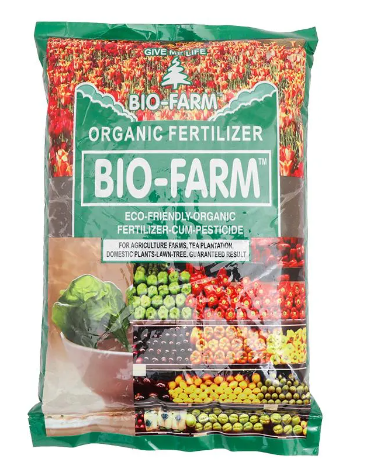 GIVE ME LIFE
BIO-FARM
ORGANIC FERTILIZER
BIO-FARM™
ECO-FRIENDLY-ORGANIC
FERTILIZER-CUM-PESTICIDE
FOR AGRICULTURE FARMS, TEA PLANTATION,
DOMESTIC PLANTS-LAWN-TREE. GUARANTEED RESULT